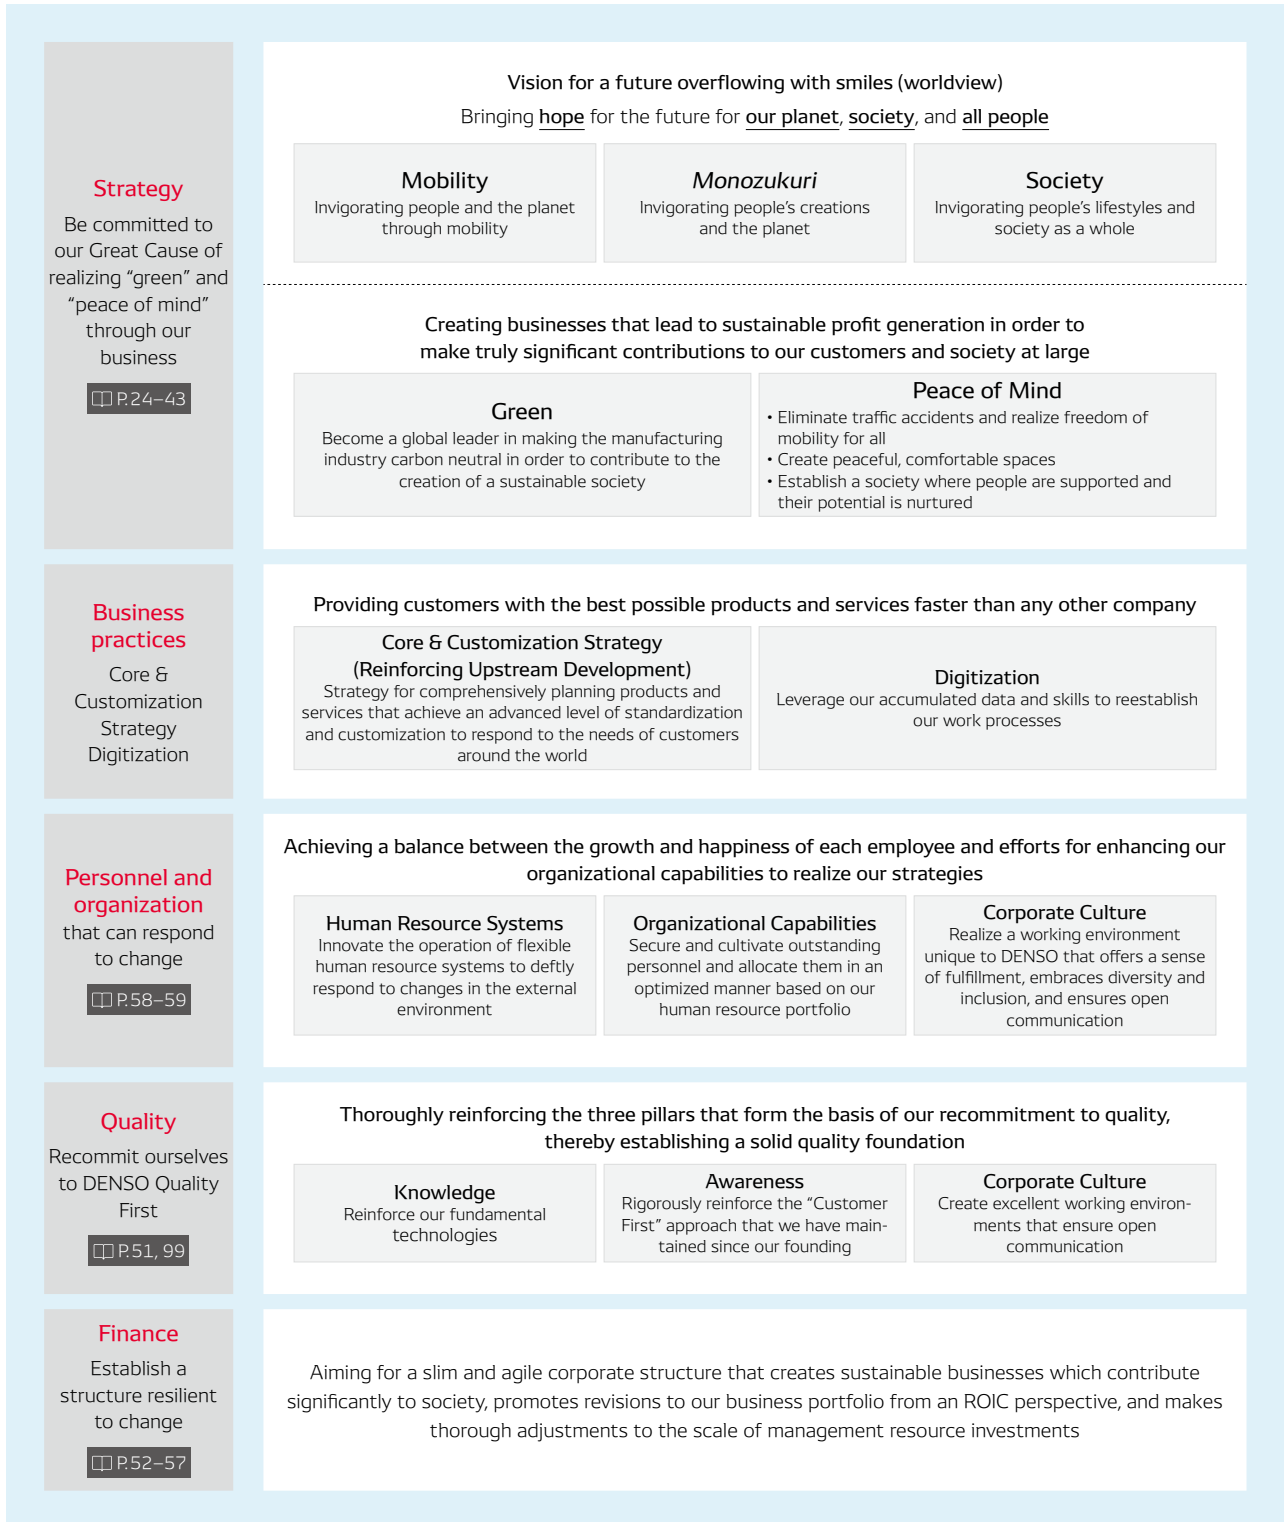 Strategy
Be committed to
our Great Cause of
realizing “green” and
“peace of mind”
through our
business
P.24–43
Vision for a future overflowing with smiles (worldview)
Bringing hope for the future for our planet, society, and all people
Mobility
Invigorating people and the planet
through mobility
Monozukuri
Invigorating people’s creations
and the planet
Society
Invigorating people’s lifestyles and
society as a whole
Creating businesses that lead to sustainable profit generation in order to
make truly significant contributions to our customers and society at large
Green
Become a global leader in making the manufacturing
industry carbon neutral in order to contribute to the
creation of a sustainable society
Peace of Mind
• Eliminate traffic accidents and realize freedom of
mobility for all
• Create peaceful, comfortable spaces
• Establish a society where people are supported and
their potential is nurtured
Business
practices
Core &
Customization
Strategy
Digitization
Providing customers with the best possible products and services faster than any other company
Core & Customization Strategy
(Reinforcing Upstream Development)
Strategy for comprehensively planning products and
services that achieve an advanced level of standardization
and customization to respond to the needs of customers
around the world
Digitization
Leverage our accumulated data and skills to reestablish
our work processes
Personnel and
organization
that can respond
to change
P.58–59
Achieving a balance between the growth and happiness of each employee and efforts for enhancing our
organizational capabilities to realize our strategies
Human Resource Systems
Innovate the operation of flexible
human resource systems to deftly
respond to changes in the external
environment
Organizational Capabilities
Secure and cultivate outstanding
personnel and allocate them in an
optimized manner based on our
human resource portfolio
Corporate Culture
Realize a working environment
unique to DENSO that offers a sense
of fulfillment, embraces diversity and
inclusion, and ensures open
communication
Quality
Recommit ourselves
to DENSO Quality
First
P.51, 99
Thoroughly reinforcing the three pillars that form the basis of our recommitment to quality,
thereby establishing a solid quality foundation
Knowledge
Reinforce our fundamental
technologies
Awareness
Rigorously reinforce the “Customer
First” approach that we have main-
tained since our founding
Corporate Culture
Create excellent working environ-
ments that ensure open
communication
Finance
Establish a
structure resilient
to change
P.52–57
Aiming for a slim and agile corporate structure that creates sustainable businesses which contribute
significantly to society, promotes revisions to our business portfolio from an ROIC perspective, and makes
thorough adjustments to the scale of management resource investments